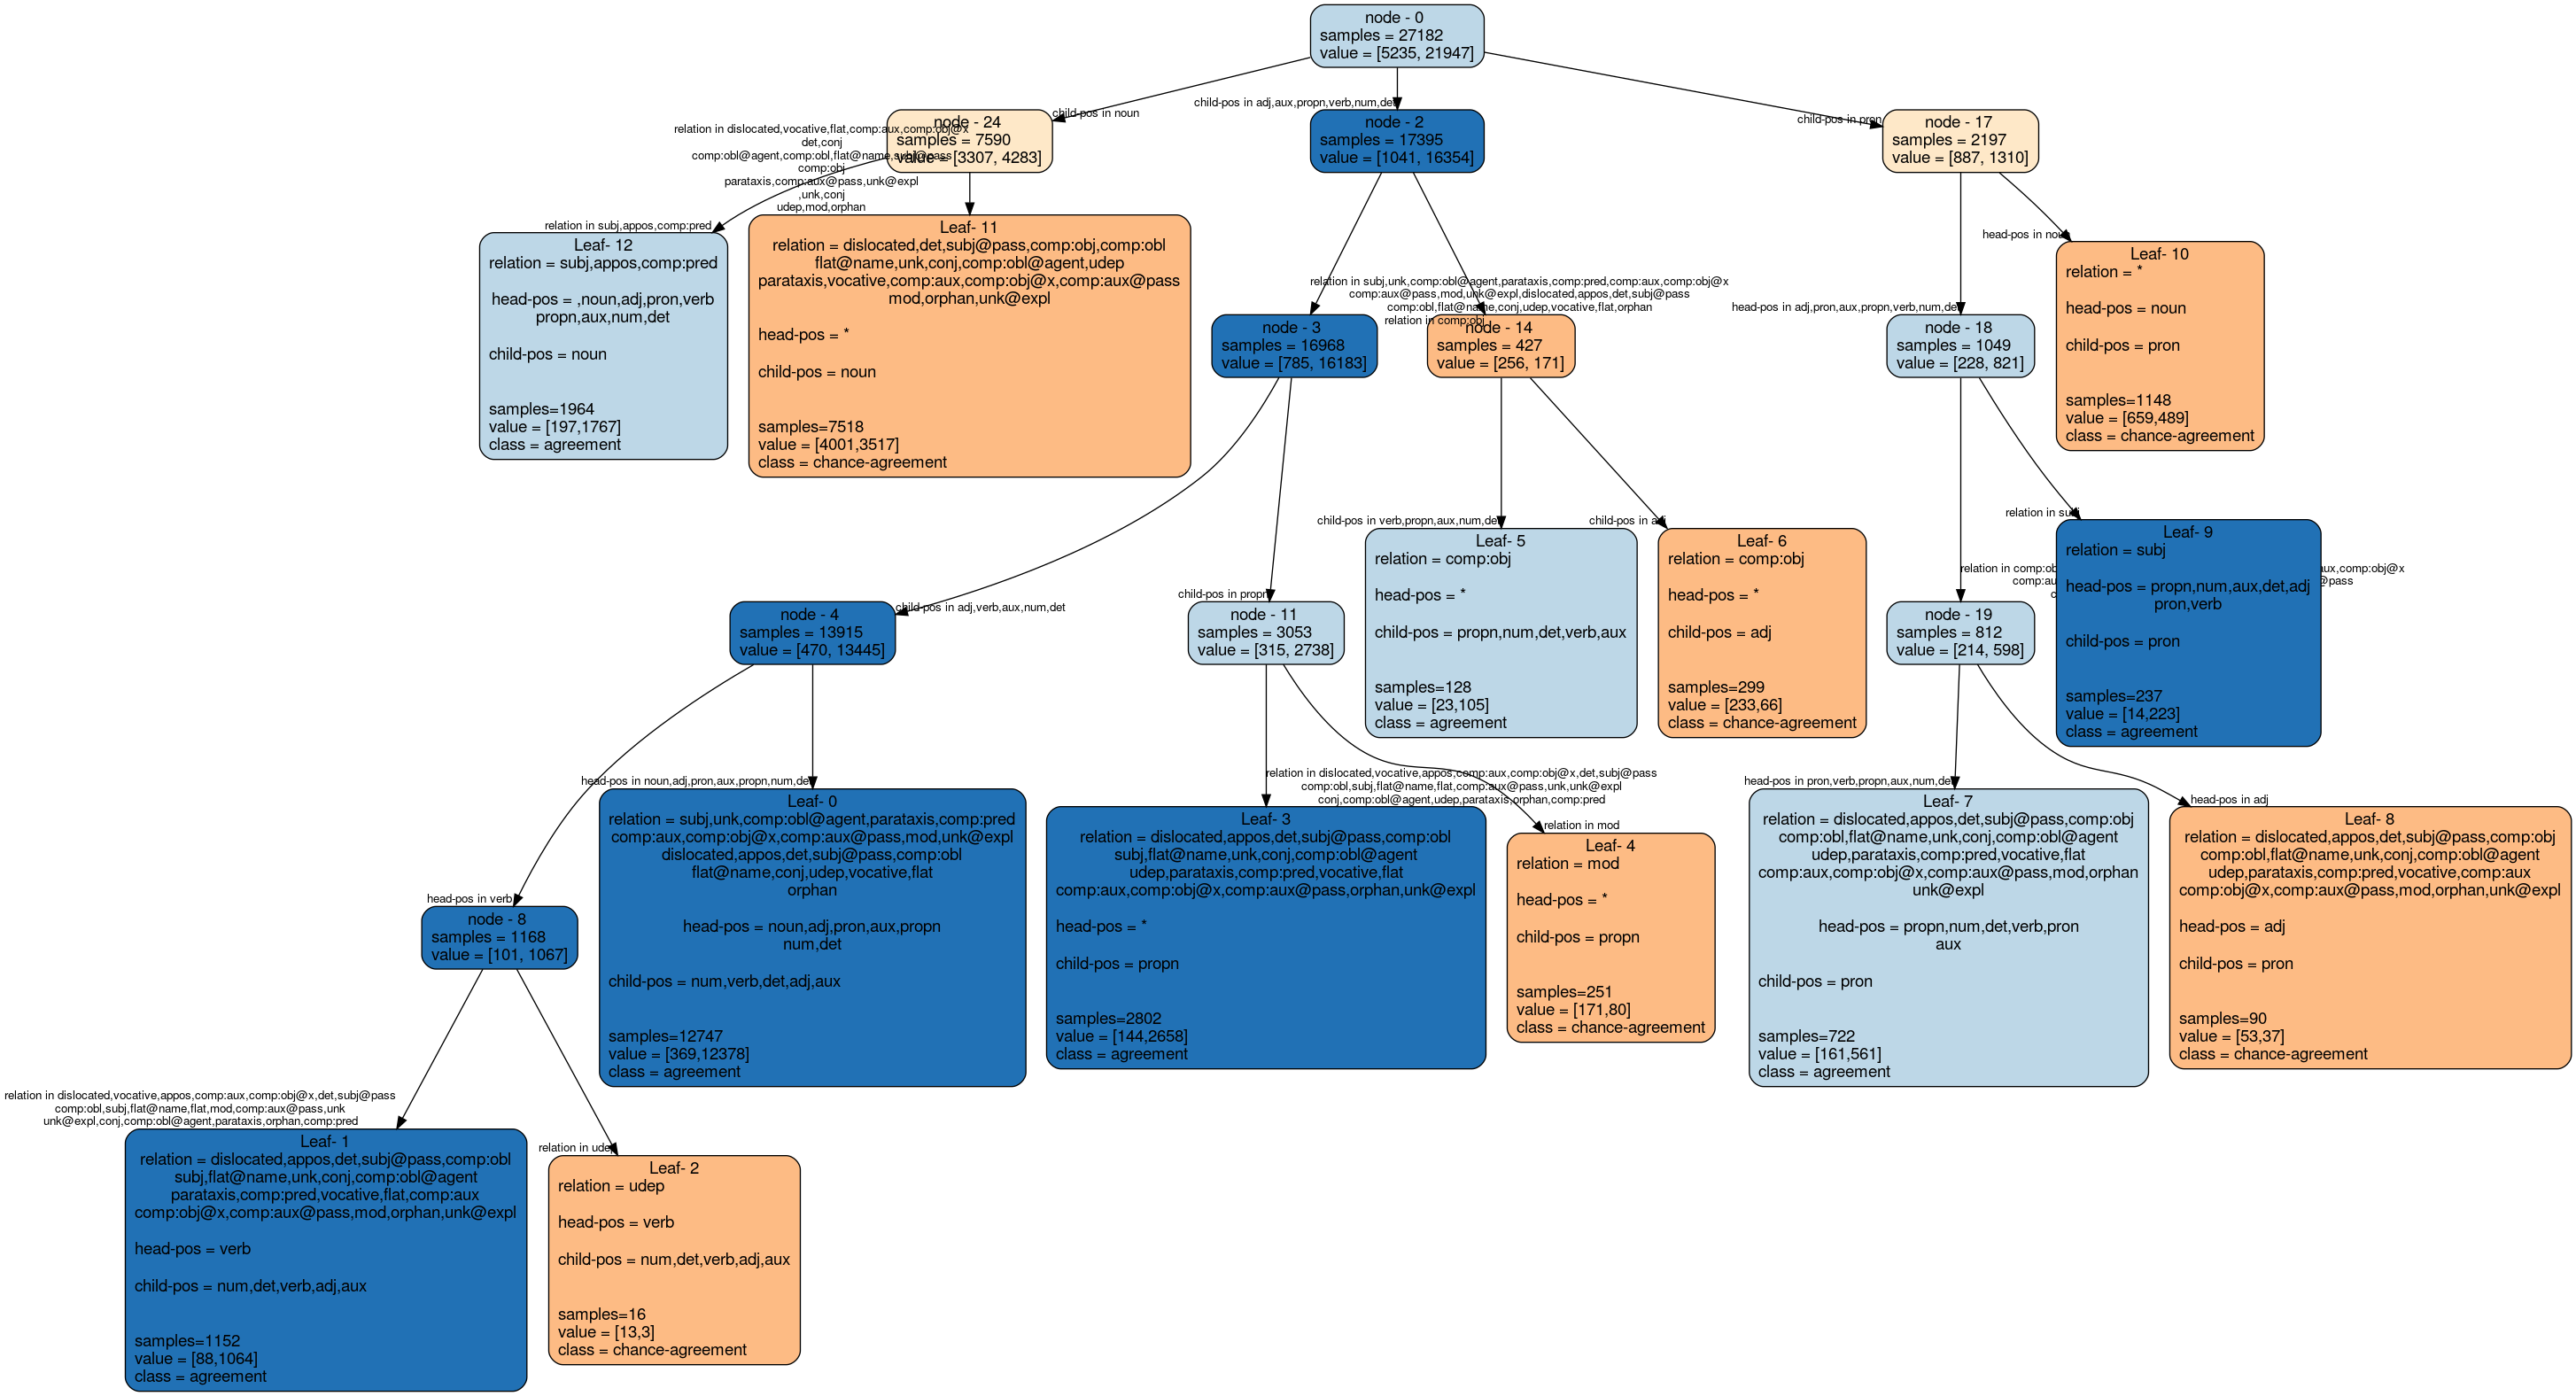 node - 0
samples = 27182
value = [5235, 21947]
child-pos in noun
child-pos in adj,aux,propn,verb,num,det
child-pos in pron
node - 24
samples = 7590
value = [3307, 4283]
node - 2
samples = 17395
value = [1041, 16354]
node - 17
samples = 2197
value = [887, 1310]
relation in dislocated,vocative,flat,comp:aux,comp:obj@x
det,conj
comp:obl@agent,comp:obl,flat@name,subj@pass
comp:obj
parataxis,comp:aux@pass,unk@expl
,unk,conj
udep,mod,orphan
relation in subj,appos,comp:pred
Leaf- 12
relation = subj,appos,comp:pred
head-pos = ,noun,adj,pron,verb
propn,aux,num,det
child-pos = noun
samples=1964
value = [197,1767]
class = agreement
Leaf- 11
relation = dislocated,det,subj@pass,comp:obj,comp:obl
flat@name,unk,conj,comp:obl@agent,udep
parataxis,vocative,comp:aux,comp:obj@x,comp:aux@pass
mod,orphan,unk@expl
head-pos = *
child-pos = noun
samples=7518
value = [4001,3517]
class = chance-agreement
relation in subj,unk,comp:obl@agent,parataxis,comp:pred,comp:aux,comp:obj@x
comp:aux@pass,mod,unk@expl,dislocated,appos,det,subj@pass
comp:obl,flat@name,conj,udep,vocative,flat,orphan
relation in comp:obj
node - 3
samples = 16968
value = [785, 16183]
node - 14
samples = 427
value = [256, 171]
head-pos in adj,pron,aux,propn,verb,num,det
head-pos in noun
node - 18
samples = 1049
value = [228, 821]
Leaf- 10
relation = *
head-pos = noun
child-pos = pron
samples=1148
value = [659,489]
class = chance-agreement
child-pos in verb,propn,aux,num,det
child-pos in adj
Leaf- 5
relation = comp:obj
head-pos = *
child-pos = propn,num,det,verb,aux
samples=128
value = [23,105]
class = agreement
Leaf- 6
relation = comp:obj
head-pos = *
child-pos = adj
samples=299
value = [233,66]
class = chance-agreement
relation in subj
relation in
Leaf- 9
relation = subj
head-pos = propn,num,aux,det,adj
pron,verb
child-pos = pron
samples=237
value = [14,223]
class = agreement
child-pos in adj,verb,aux,num,det
child-pos in propn
node - 4
samples = 13915
value = [470, 13445]
node - 11
samples = 3053
value = [315, 2738]
node - 19
samples = 812
value = [214, 598]
head-pos in verb
head-pos in noun,adj,pron,aux,propn,num,det
node - 8
samples = 1168
value = [101, 1067]
Leaf- 0
relation = subj,unk,comp:obl@agent,parataxis,comp:pred
comp:aux,comp:obj@x,comp:aux@pass,mod,unk@expl
dislocated,appos,det,subj@pass,comp:obl
flat@name,conj,udep,vocative,flat
orphan
head-pos = noun,adj,pron,aux,propn
num,det
child-pos = num,verb,det,adj,aux
samples=12747
value = [369,12378]
class = agreement
relation in dislocated,vocative,appos,comp:aux,comp:obj@x,det,subj@pass
comp:obl,subj,flat@name,flat,comp:aux@pass,unk,unk@expl
conj,comp:obl@agent,udep,parataxis,orphan,comp:pred
relation in mod
Leaf- 3
relation = dislocated,appos,det,subj@pass,comp:obl
subj,flat@name,unk,conj,comp:obl@agent
udep,parataxis,comp:pred,vocative,flat
comp:aux,comp:obj@x,comp:aux@pass,orphan,unk@expl
head-pos = *
child-pos = propn
samples=2802
value = [144,2658]
class = agreement
Leaf- 4
relation = mod
head-pos = *
child-pos = propn
samples=251
value = [171,80]
class = chance-agreement
head-pos in pron,verb,propn,aux,num,det
head-pos in adj
Leaf- 7
relation = dislocated,appos,det,subj@pass,comp:obj
comp:obl,flat@name,unk,conj,comp:obl@agent
udep,parataxis,comp:pred,vocative,flat
comp:aux,comp:obj@x,comp:aux@pass,mod,orphan
unk@expl
head-pos = propn,num,det,verb,pron
aux
child-pos = pron
samples=722
value = [161,561]
class = agreement
Leaf- 8
relation = dislocated,appos,det,subj@pass,comp:obj
comp:obl,flat@name,unk,conj,comp:obl@agent
udep,parataxis,comp:pred,vocative,comp:aux
comp:obj@x,comp:aux@pass,mod,orphan,unk@expl
head-pos = adj
child-pos = pron
samples=90
value = [53,37]
class = chance-agreement
relation in dislocated,vocative,appos,comp:aux,comp:obj@x,det,subj@pass
comp:obl,subj,flat@name,flat,mod,comp:aux@pass,unk
unk@expl,conj,comp:obl@agent,parataxis,orphan,comp:pred
relation in udep
Leaf- 1
relation = dislocated,appos,det,subj@pass,comp:obl
subj,flat@name,unk,conj,comp:obl@agent
parataxis,comp:pred,vocative,flat,comp:aux
comp:obj@x,comp:aux@pass,mod,orphan,unk@expl
head-pos = verb
child-pos = num,det,verb,adj,aux
samples=1152
value = [88,1064]
class = agreement
Leaf- 2
relation = udep
head-pos = verb
child-pos = num,det,verb,adj,aux
samples=16
value = [13,3]
class = chance-agreement